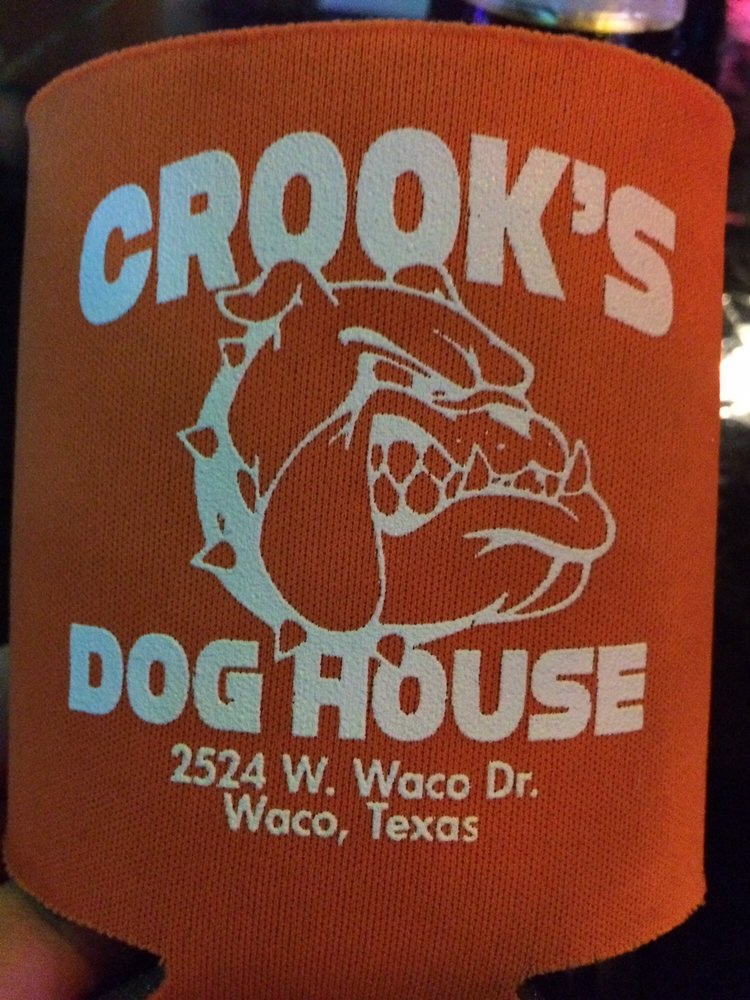 CROOK'S
DOG HOUSE
2524 W. Waco Dr.
Waco, Texas